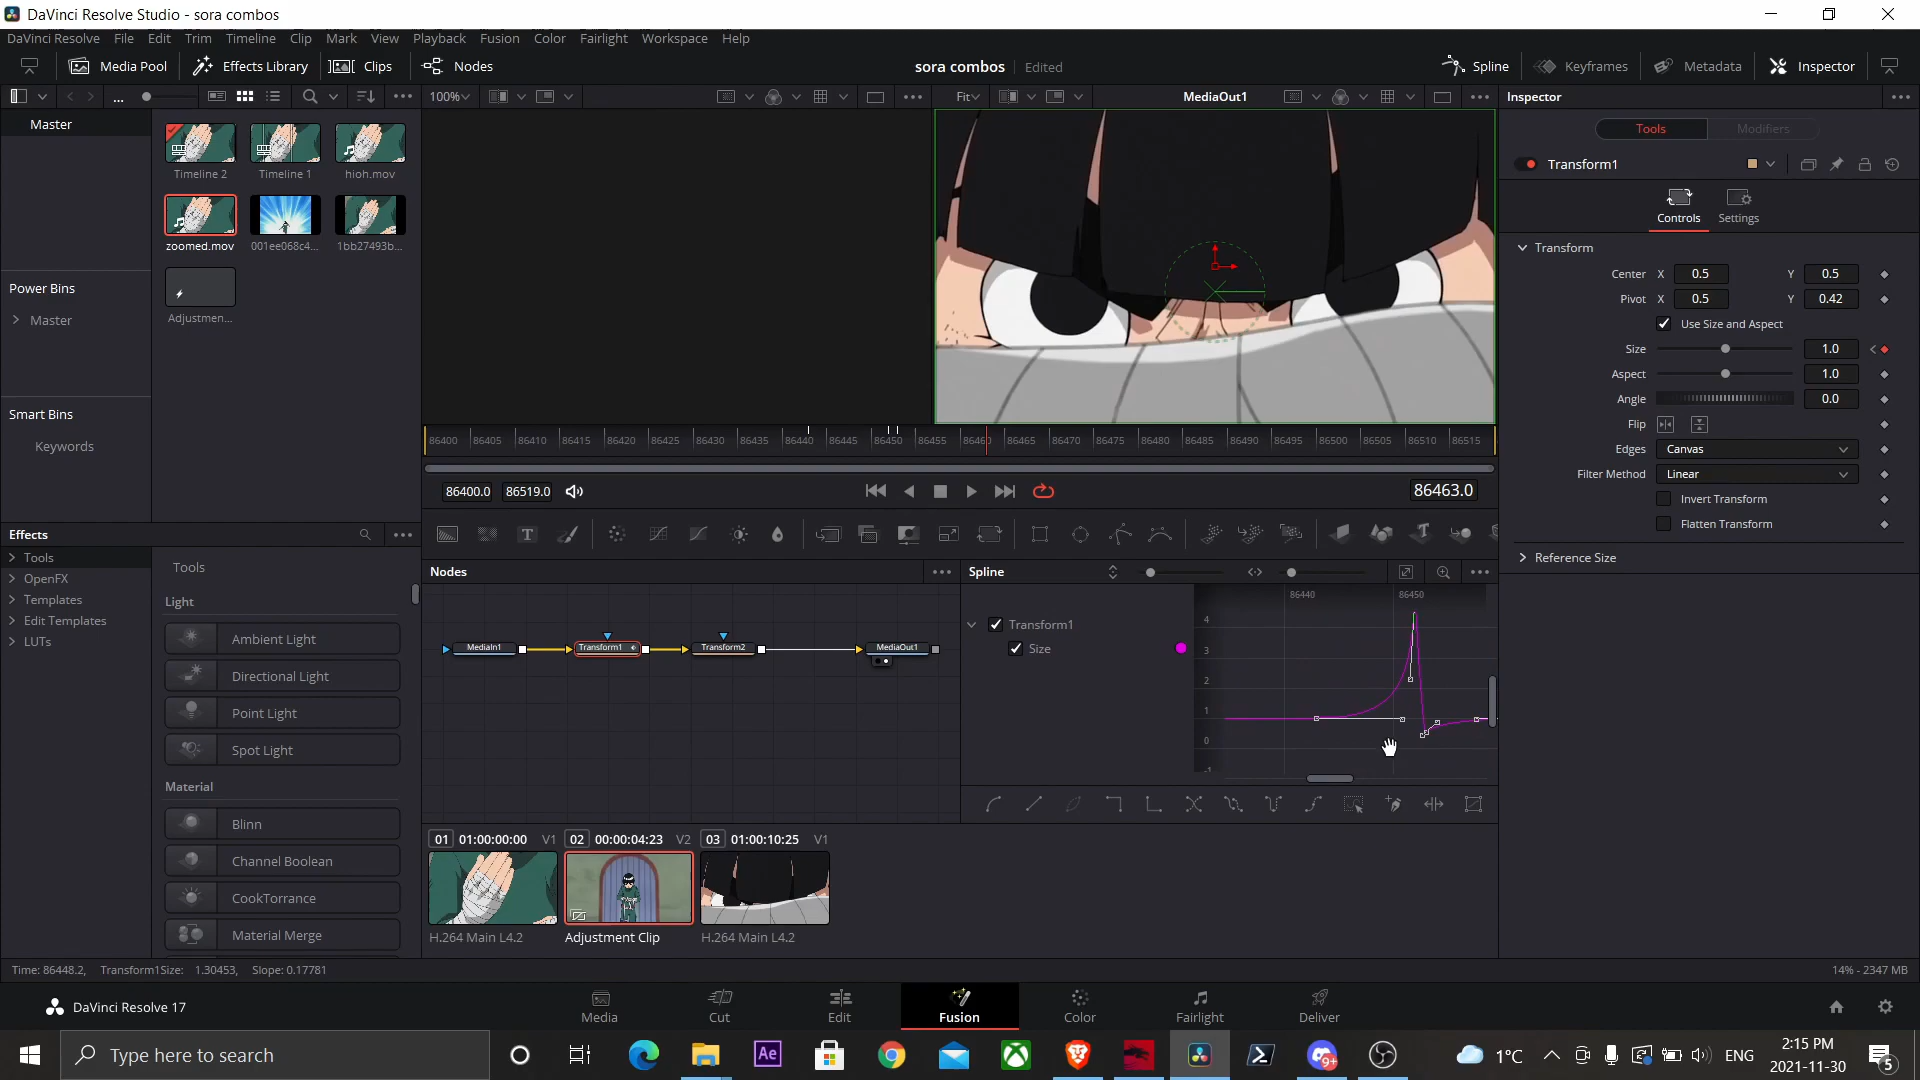 DaVinci Resolve Studio - sora combos
DaVinci Resolve File Edit Trim Timeline Clip Mark View Playback Fusion Color Fairlight Workspace Help
Media Pool Effects Library Clips Nodes sora combos Edited Spline Keyframes Metadata Inspector
... 100% Fit MediaOut1 Inspector
Master
Timeline 2 Timeline 1 hioh.mov
zoomed.mov 001ee068c4... 1bb27493b...
Adjustmen...
Power Bins
Master
Smart Bins
Keywords
Tools Modifiers
Transform1
Controls Settings
Transform
Center X 0.5 Y 0.5
Pivot X 0.5 Y 0.42
Use Size and Aspect
Size 1.0
Aspect 1.0
Angle 0.0
Flip
Edges Canvas
Filter Method Linear
Invert Transform
Flatten Transform
Reference Size
86400 86405 86410 86415 86420 86425 86430 86435 86440 86445 86450 86455 86460 86465 86470 86475 86480 86485 86490 86495 86500 86505 86510 86515
86400.0 86519.0 86463.0
Effects
Tools
OpenFX
Templates
Edit Templates
LUTs
Tools
Light
Ambient Light
Directional Light
Point Light
Spot Light
Material
Blinn
Channel Boolean
CookTorrance
Material Merge
Nodes
MediaIn1 Transform1 Transform2 MediaOut1
Spline
Transform1
Size
86440 86450
4
3
2
1
0
-1
01 01:00:00:00 V1 02 00:00:04:23 V2 03 01:00:10:25 V1
H.264 Main L4.2 Adjustment Clip H.264 Main L4.2
Time: 86448.2, Transform1Size: 1.30453, Slope: 0.17781 14% - 2347 MB
DaVinci Resolve 17
Media Cut Edit Fusion Color Fairlight Deliver
Type here to search Ae 9+ 1°C ENG 2:15 PM
2021-11-30 5